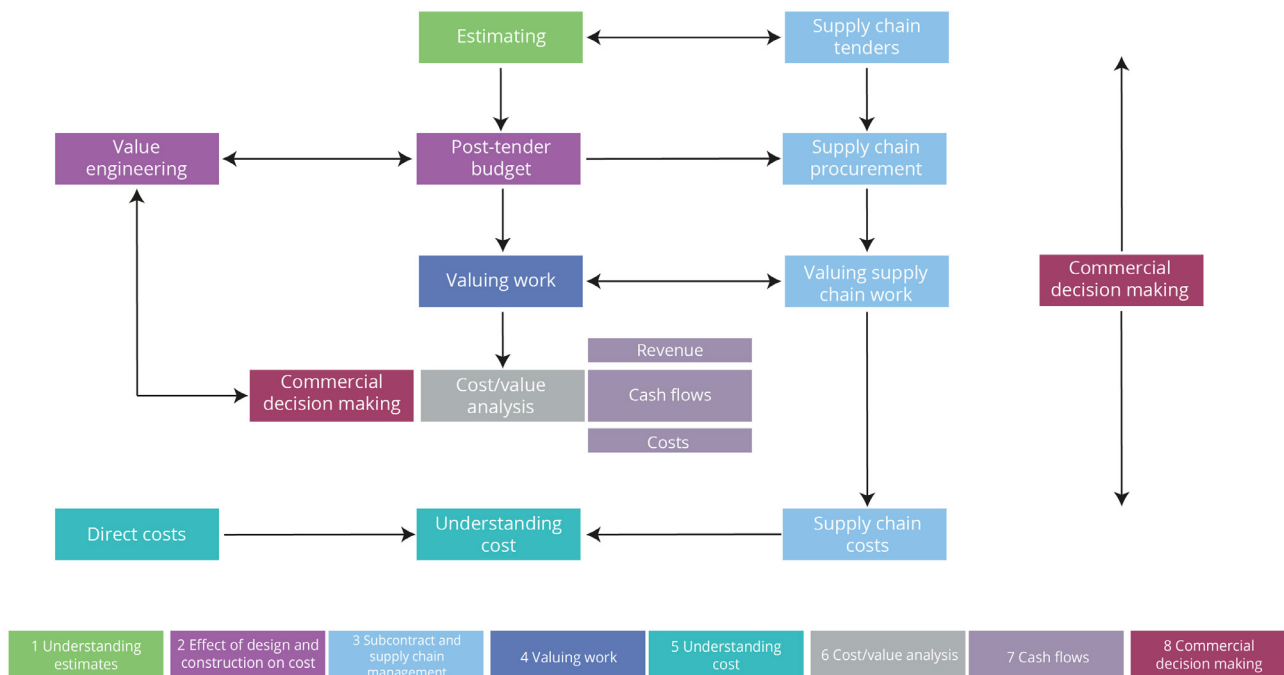 Estimating
Supply chain
tenders
Value
engineering
Post-tender
budget
Supply chain
procurement
Valuing work
Valuing supply
chain work
Commercial
decision making
Revenue
Commercial
decision making
Cost/value
analysis
Cash flows
Costs
Direct costs
Understanding
cost
Supply chain
costs
1 Understanding
estimates
2 Effect of design and
construction on cost
3 Subcontract and
supply chain
management
4 Valuing work
5 Understanding
cost
6 Cost/value analysis
7 Cash flows
8 Commercial
decision making